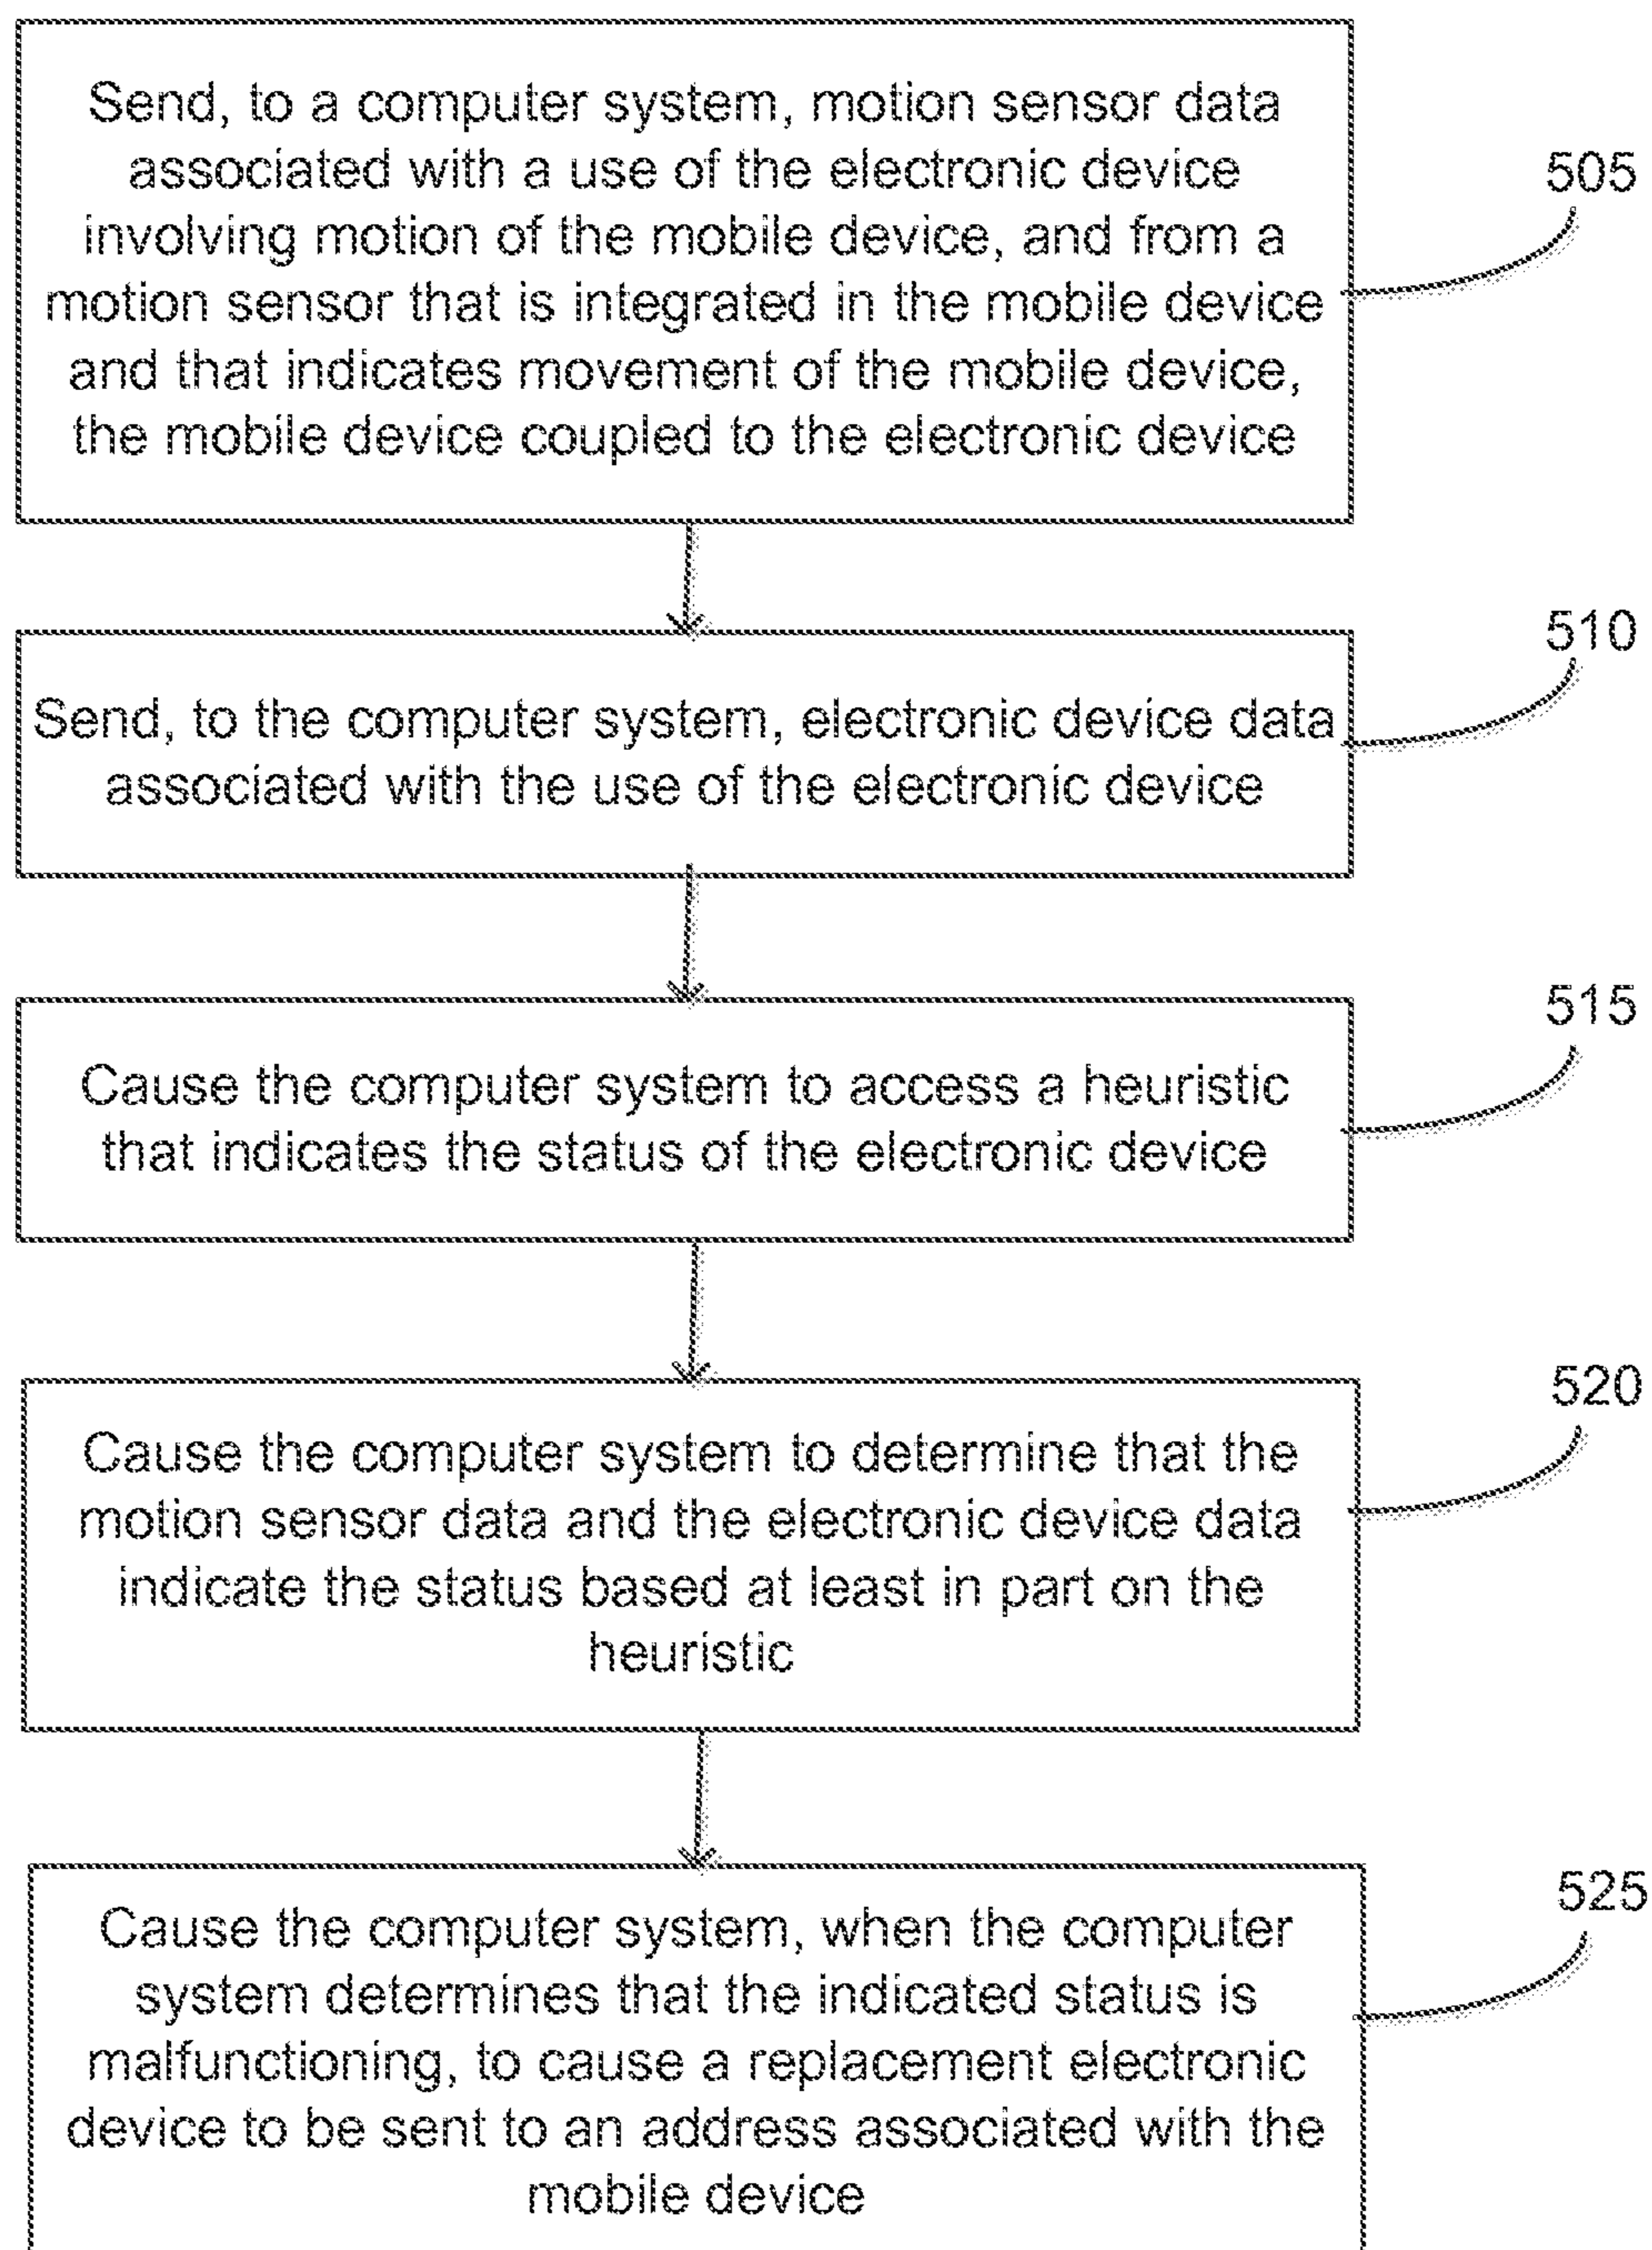 Send, to a computer system, motion sensor data
associated with a use of the electronic device
involving motion of the mobile device, and from a
motion sensor that is integrated in the mobile device
and that indicates movement of the mobile device,
the mobile device coupled to the electronic device
505
Send, to the computer system, electronic device data
associated with the use of the electronic device
510
Cause the computer system to access a heuristic
that indicates the status of the electronic device
515
Cause the computer system to determine that the
motion sensor data and the electronic device data
indicate the status based at least in part on the
heuristic
520
Cause the computer system, when the computer
system determines that the indicated status is
malfunctioning, to cause a replacement electronic
device to be sent to an address associated with the
mobile device
525